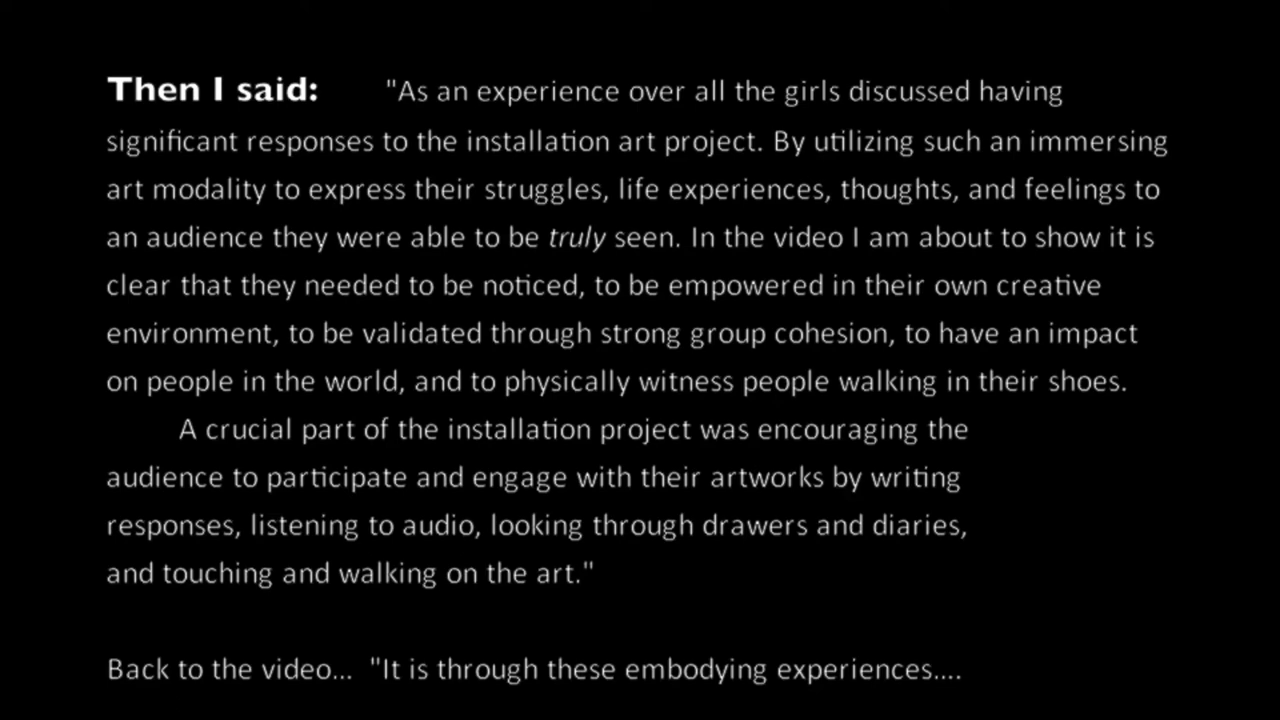 Then I said: "As an experience over all the girls discussed having
significant responses to the installation art project. By utilizing such an immersing
art modality to express their struggles, life experiences, thoughts, and feelings to
an audience they were able to be truly seen. In the video I am about to show it is
clear that they needed to be noticed, to be empowered in their own creative
environment, to be validated through strong group cohesion, to have an impact
on people in the world, and to physically witness people walking in their shoes.
A crucial part of the installation project was encouraging the
audience to participate and engage with their artworks by writing
responses, listening to audio, looking through drawers and diaries,
and touching and walking on the art."
Back to the video... "It is through these embodying experiences....